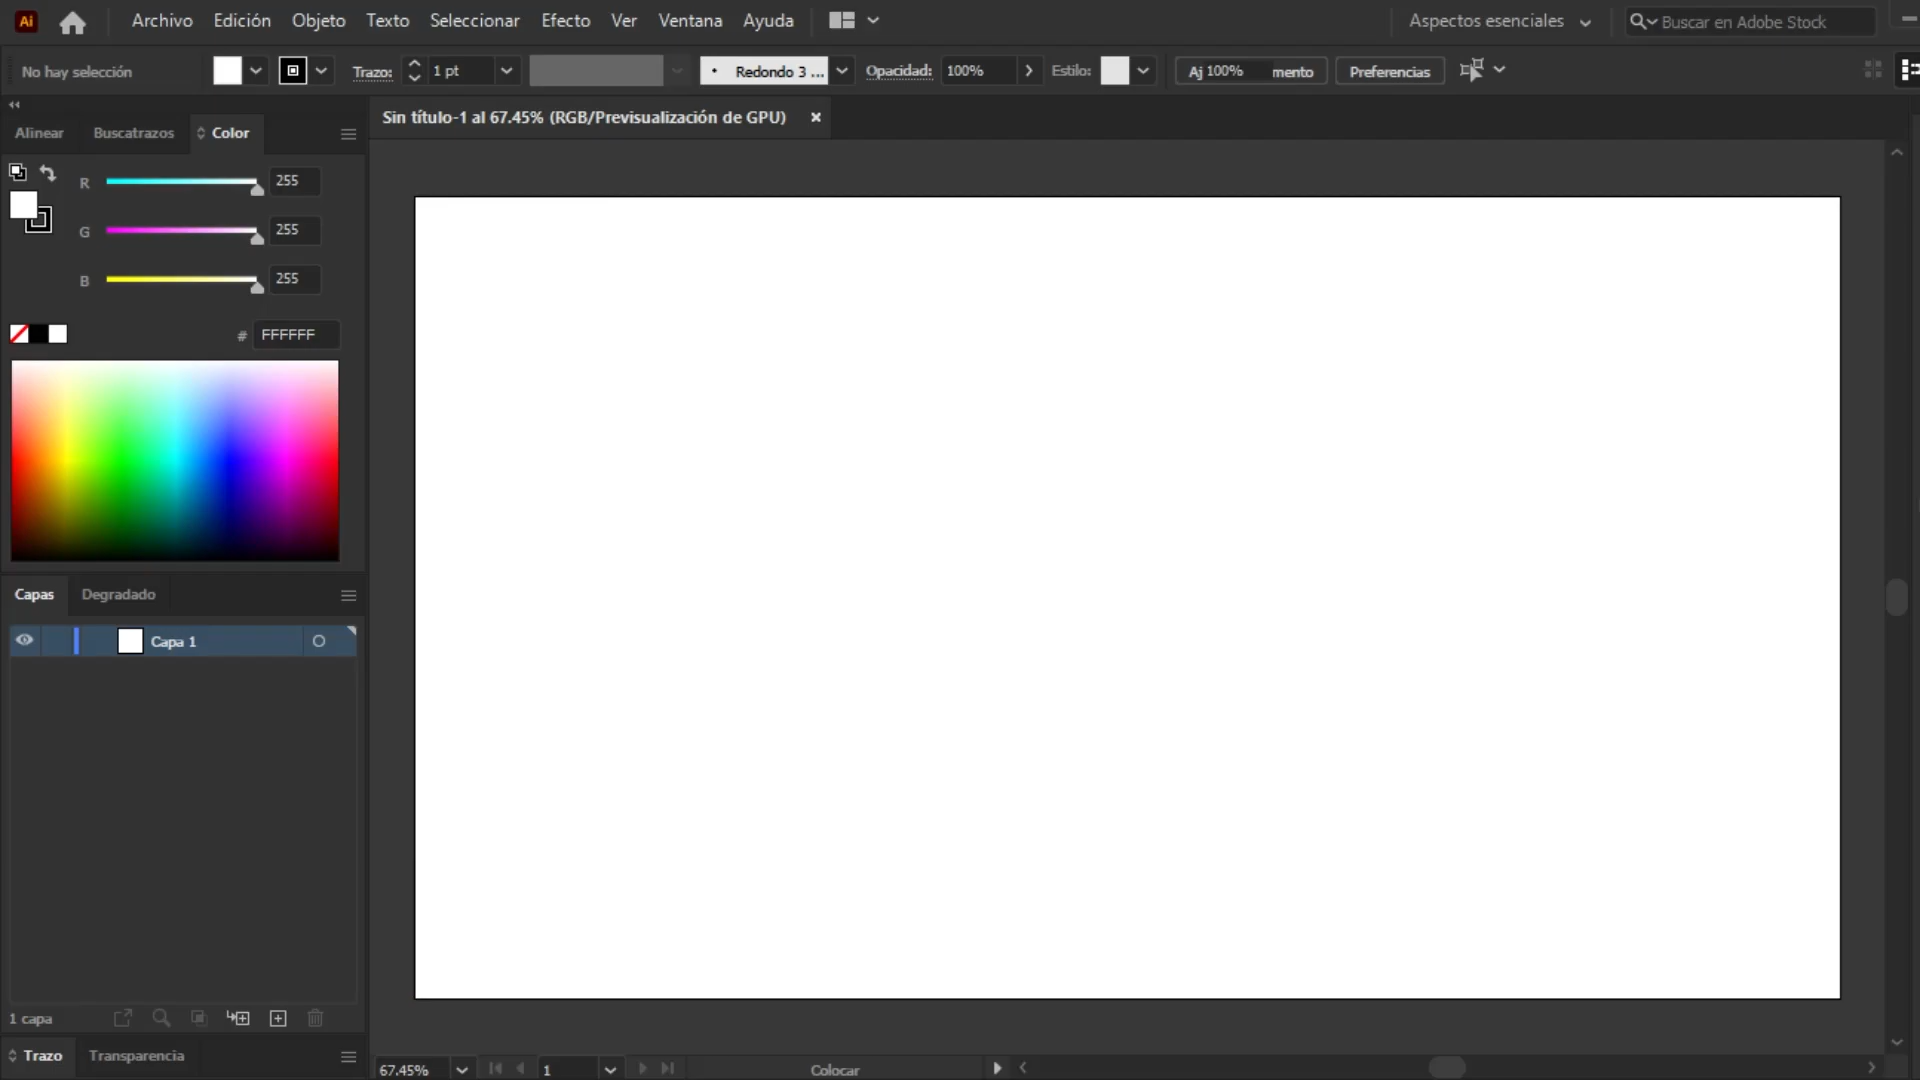 Ai Archivo Edición Objeto Texto Seleccionar Efecto Ver Ventana Ayuda Aspectos esenciales Buscar en Adobe Stock
No hay selección Trazo: 1 pt Redondo 3 ... Opacidad: 100% Estilo: Aj 100% mento Preferencias
Sin título-1 al 67.45% (RGB/Previsualización de GPU) ×
Alinear Buscatrazos Color
R 255
G 255
B 255
# FFFFFF
Capas Degradado
Capa 1
1 capa
Trazo Transparencia
67.45% 1 Colocar